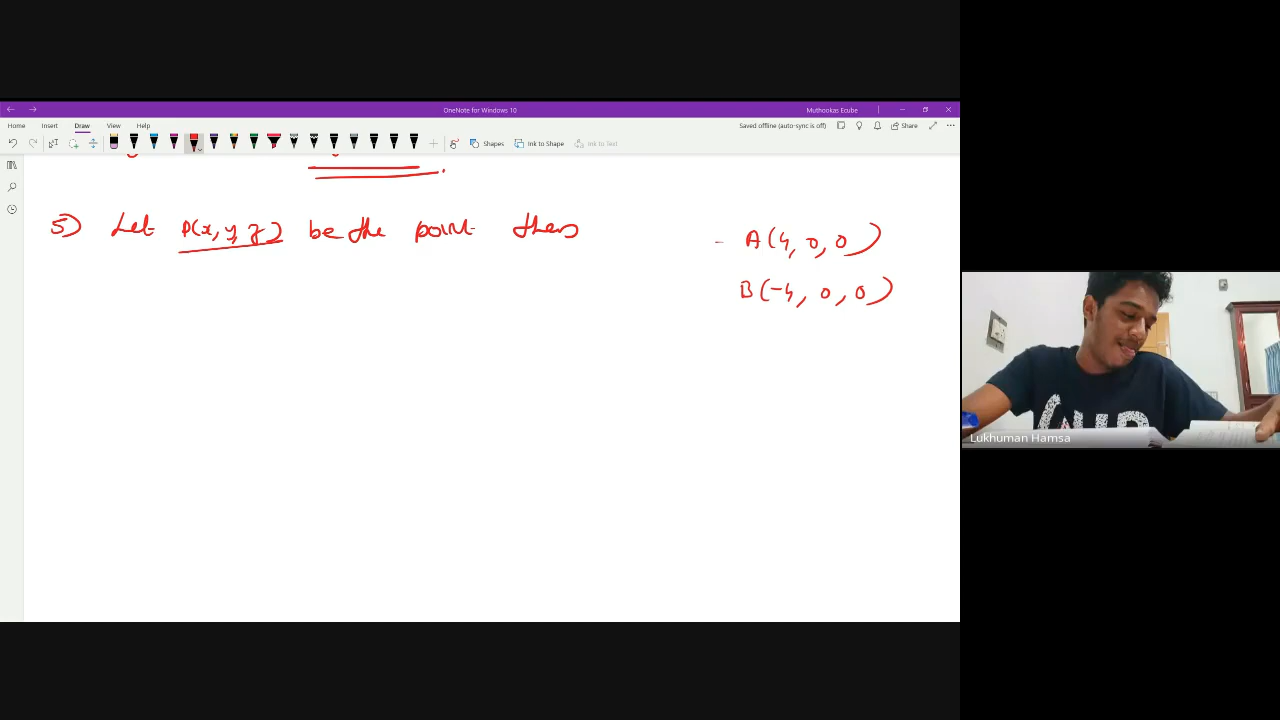 OneNote for Windows 10
Muthookas Ecube
Home Insert Draw View Help
Saved offline (auto-sync is off)
Share
Shapes
Ink to Shape
Ink to Text
5) Let P(x, y, z) be the point then
A(4, 0, 0)
B(-4, 0, 0)
Lukhuman Hamsa